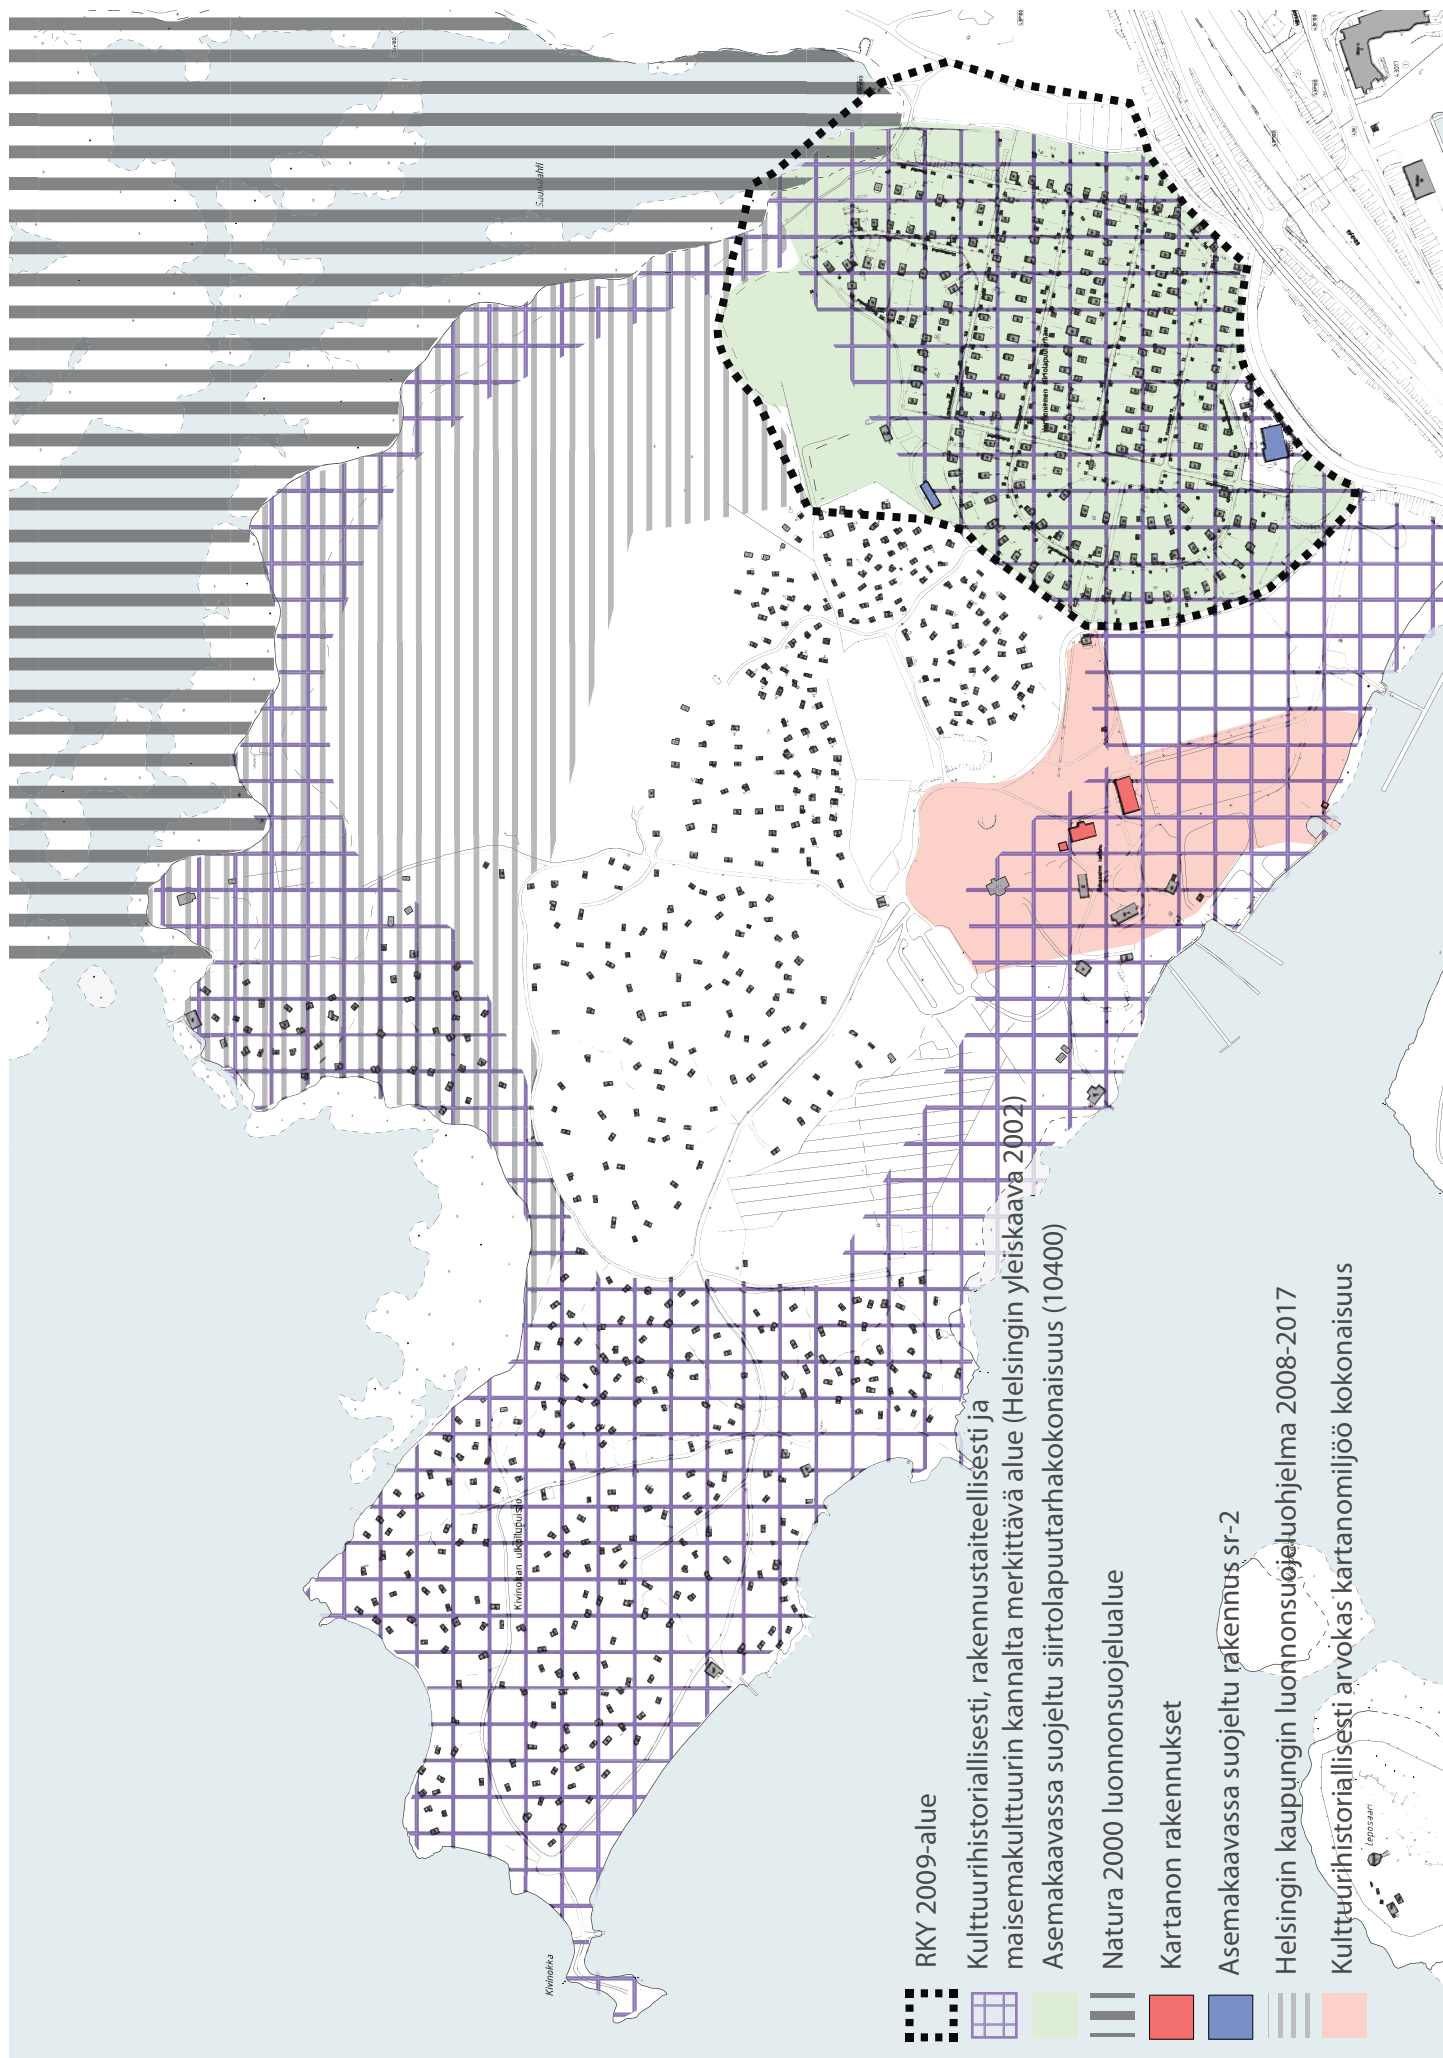 Saunalahti
Kivinokan ulkoilupuisto
Kivinokka
Leposaari
RKY 2009-alue
Kulttuurihistoriallisesti, rakennustaiteellisesti ja
maisemakulttuurin kannalta merkittävä alue (Helsingin yleiskaava 2002)
Asemakaavassa suojeltu siirtolapuutarhakokonaisuus (10400)
Natura 2000 luonnonsuojelualue
Kartanon rakennukset
Asemakaavassa suojeltu rakennus sr-2
Helsingin kaupungin luonnonsuojeluohjelma 2008-2017
Kulttuurihistoriallisesti arvokas kartanomiljöö kokonaisuus